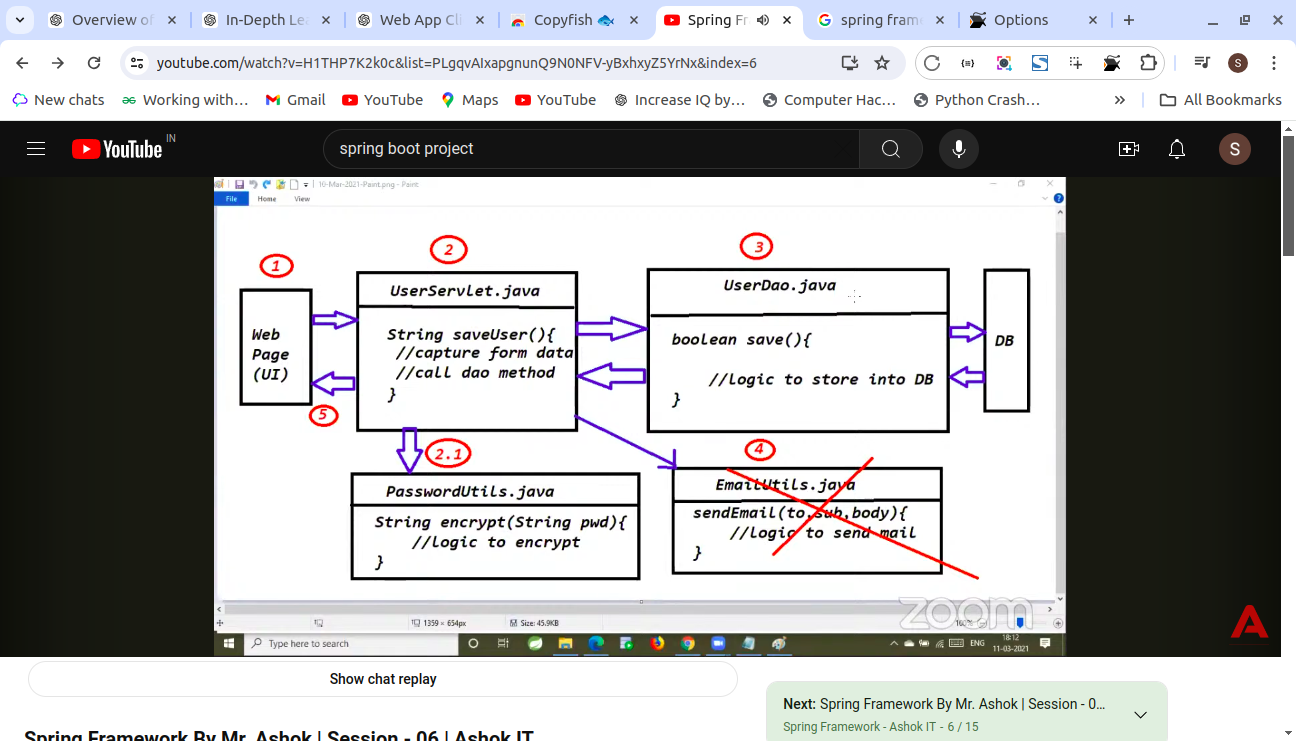 Overview of
In-Depth Lea
Web App Cli
Copyfish
Spring Fr
spring fram
Options
youtube.com/watch?v=H1THP7K2k0c&list=PLgqvAIxapgnunQ9N0NFV-yBxhxyZ5YrNx&index=6
S
New chats
Working with...
Gmail
YouTube
Maps
YouTube
Increase IQ by...
Computer Hac...
Python Crash...
All Bookmarks
YouTube IN
spring boot project
S
10-Mar-2021-Paint.png - Paint
File Home View
1
2
3
UserServlet.java
UserDao.java
Web
Page
(UI)
String saveUser(){
//capture form data
//call dao method
}
boolean save(){
//logic to store into DB
}
DB
5
2.1
4
PasswordUtils.java
String encrypt(String pwd){
//logic to encrypt
}
EmailUtils.java
sendEmail(to,sub,body){
//logic to send mail
}
zoom
1359 × 654px
Size: 45.9KB
100%
Type here to search
ENG
18:12
11-03-2021
Show chat replay
Next: Spring Framework By Mr. Ashok | Session - 0...
Spring Framework - Ashok IT - 6 / 15
Spring Framework By Mr. Ashok | Session - 06 | Ashok IT